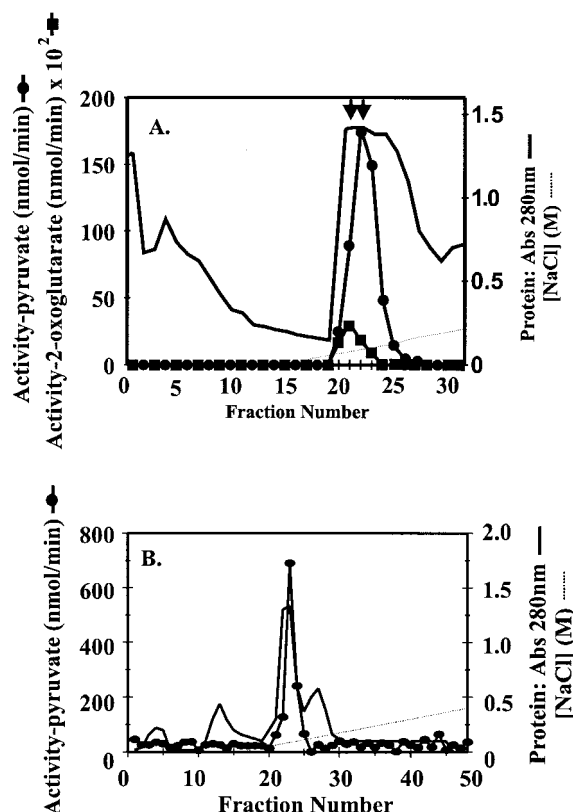 Activity-pyruvate (nmol/min)
Activity-2-oxoglutarate (nmol/min) x 10²
200
150
100
50
0
A.
1.5
1.0
0.5
0
Protein: Abs 280nm
[NaCl] (M)
0
5
10
15
20
25
30
Fraction Number
Activity-pyruvate (nmol/min)
800
600
400
200
0
B.
2.0
1.5
1.0
0.5
0
Protein: Abs 280nm
[NaCl] (M)
0
10
20
30
40
50
Fraction Number